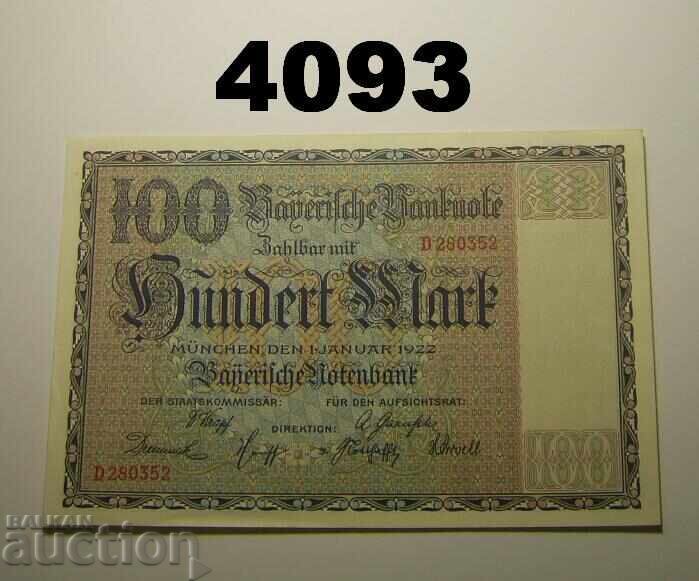 4093
100 Bayerische Banknote
Zahlbar mit D 280352
Hundert Mark
MÜNCHEN, DEN 1. JANUAR 1922
Bayerische Notenbank
DER STAATSKOMMISSÄR: FÜR DEN AUFSICHTSRAT:
DIREKTION:
D 280352
100
BALKAN
auction